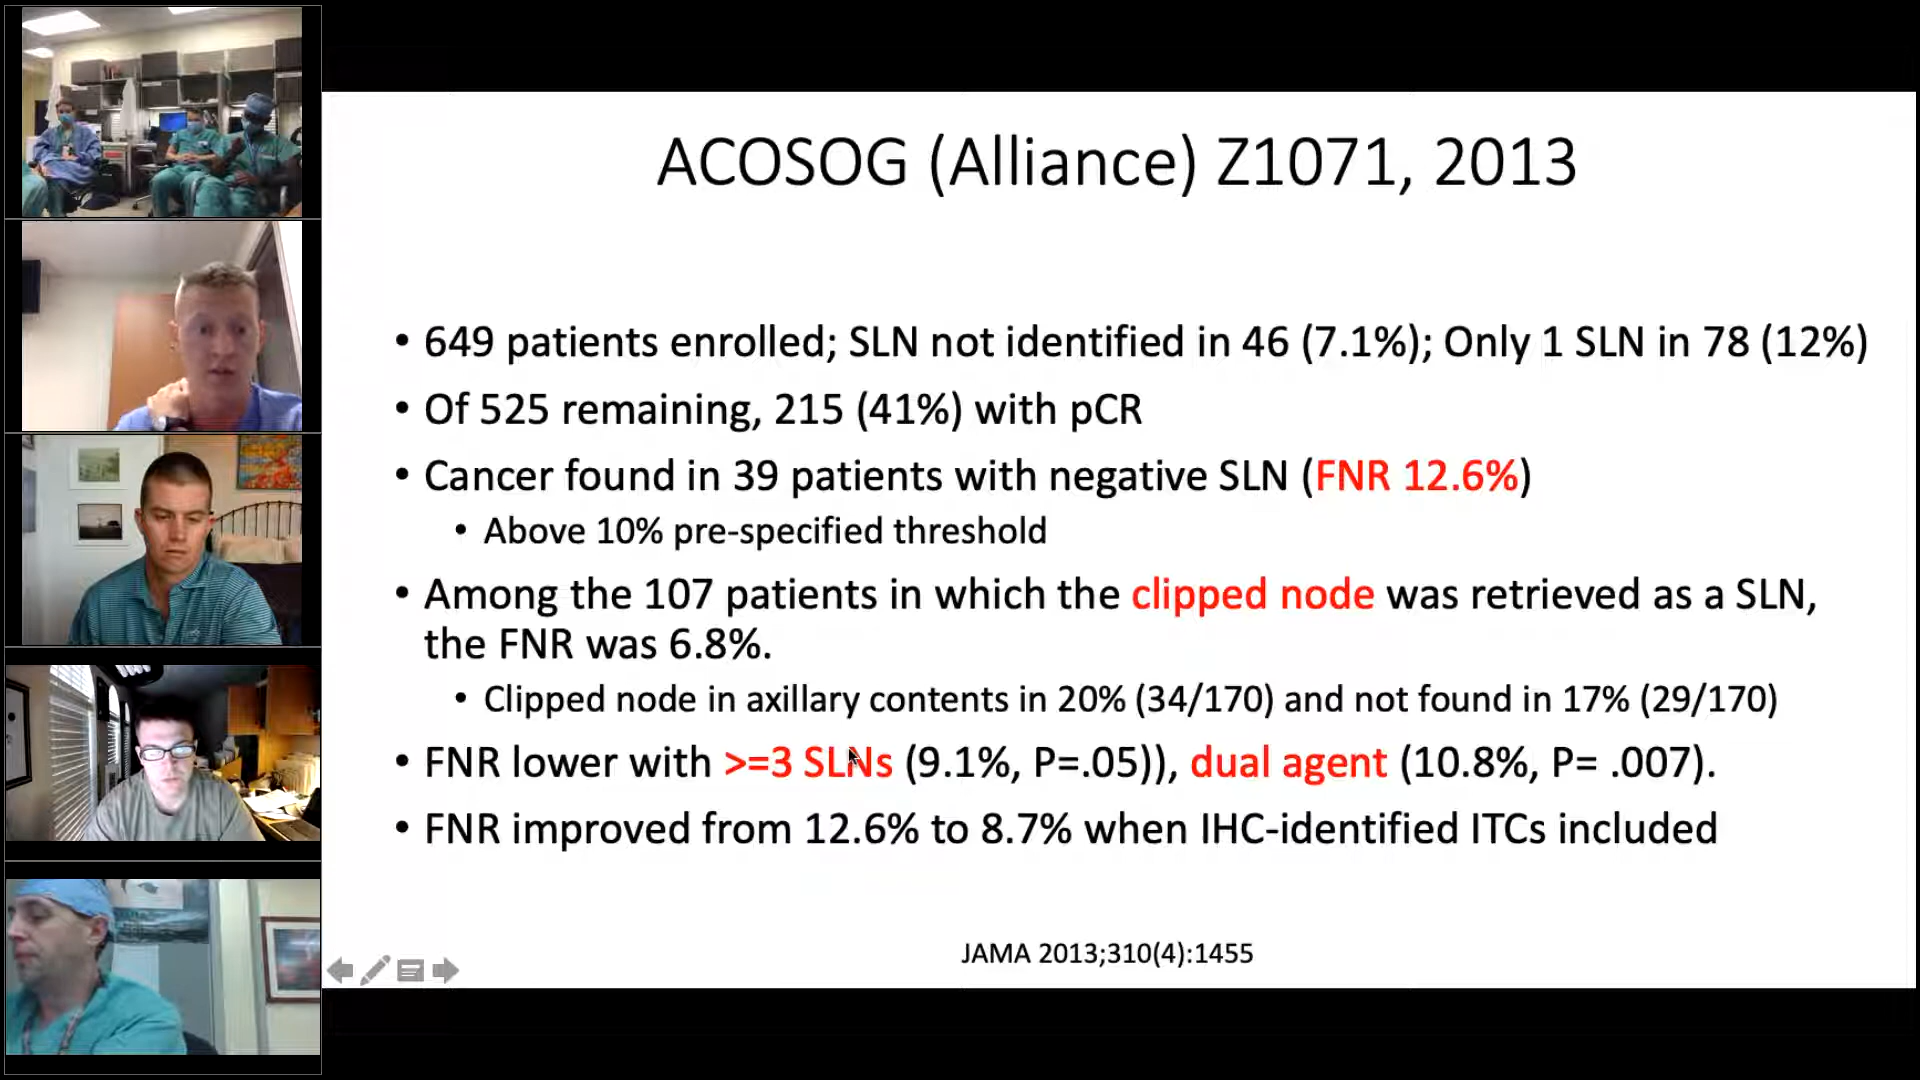 ACOSOG (Alliance) Z1071, 2013
• 649 patients enrolled; SLN not identified in 46 (7.1%); Only 1 SLN in 78 (12%)
• Of 525 remaining, 215 (41%) with pCR
• Cancer found in 39 patients with negative SLN (FNR 12.6%)
• Above 10% pre-specified threshold
• Among the 107 patients in which the clipped node was retrieved as a SLN,
the FNR was 6.8%.
• Clipped node in axillary contents in 20% (34/170) and not found in 17% (29/170)
• FNR lower with >=3 SLNs (9.1%, P=.05)), dual agent (10.8%, P= .007).
• FNR improved from 12.6% to 8.7% when IHC-identified ITCs included
JAMA 2013;310(4):1455